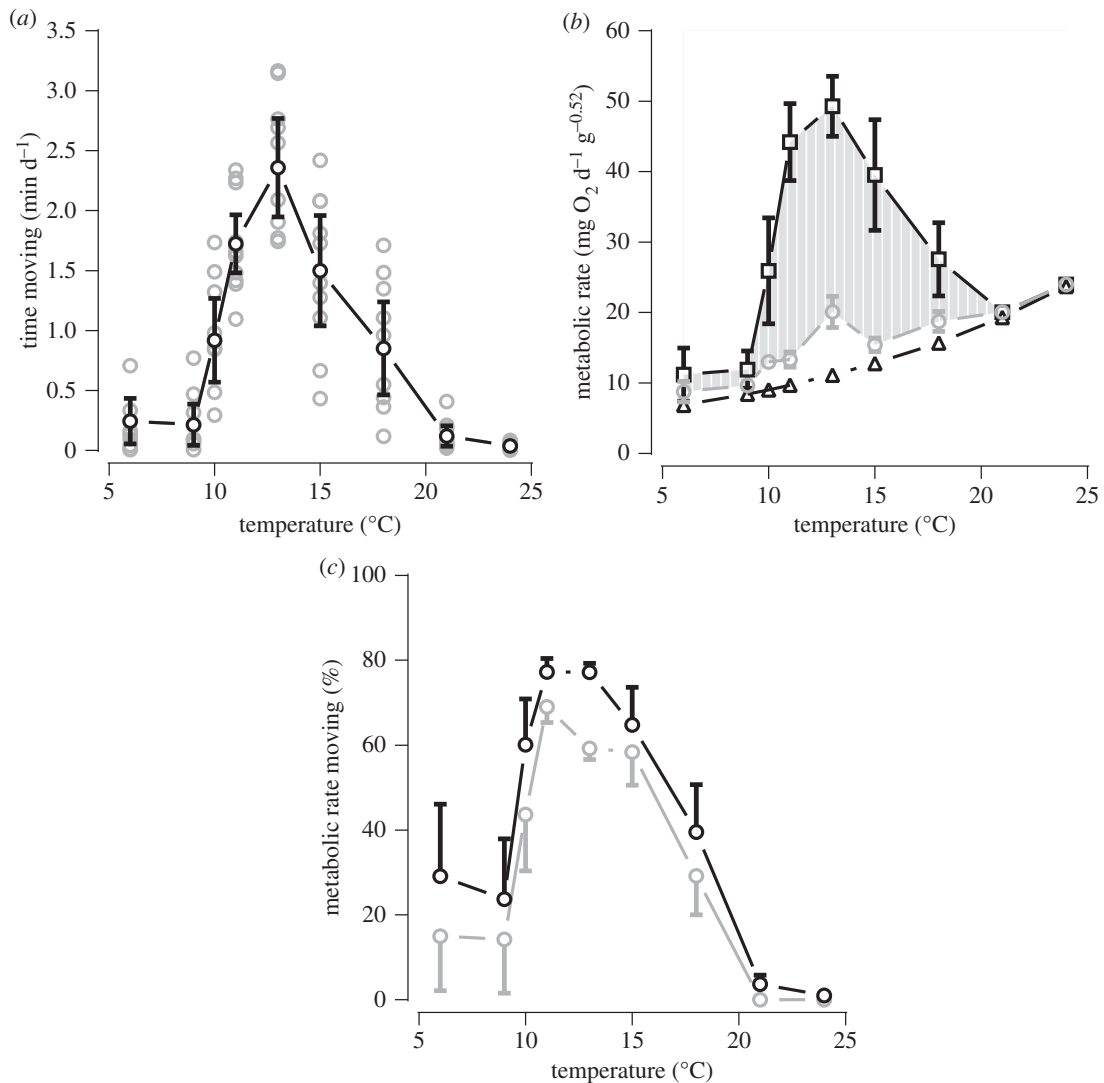 (a)
3.5
3.0
2.5
2.0
1.5
1.0
0.5
0
time moving (min d⁻¹)
5 10 15 20 25
temperature (°C)
(b)
60
50
40
30
20
10
0
metabolic rate (mg O₂ d⁻¹ g⁻⁰·⁵²)
5 10 15 20 25
temperature (°C)
(c)
100
80
60
40
20
0
metabolic rate moving (%)
5 10 15 20 25
temperature (°C)